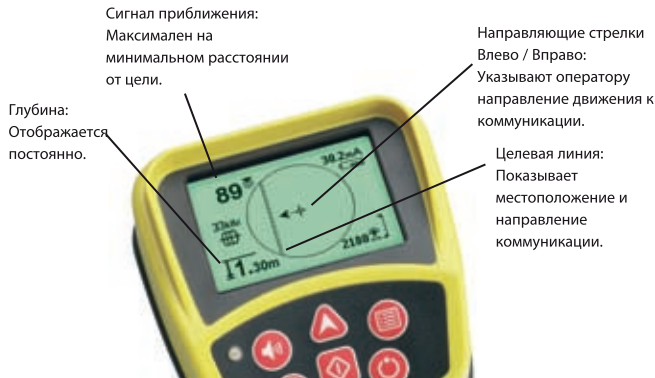 Сигнал приближения:
Максимален на
минимальном расстоянии
от цели.
Направляющие стрелки
Влево / Вправо:
Указывают оператору
направление движения к
коммуникации.
Глубина:
Отображается
постоянно.
Целевая линия:
Показывает
местоположение и
направление
коммуникации.
89
30.2mA
33kHz
2188
1.30m